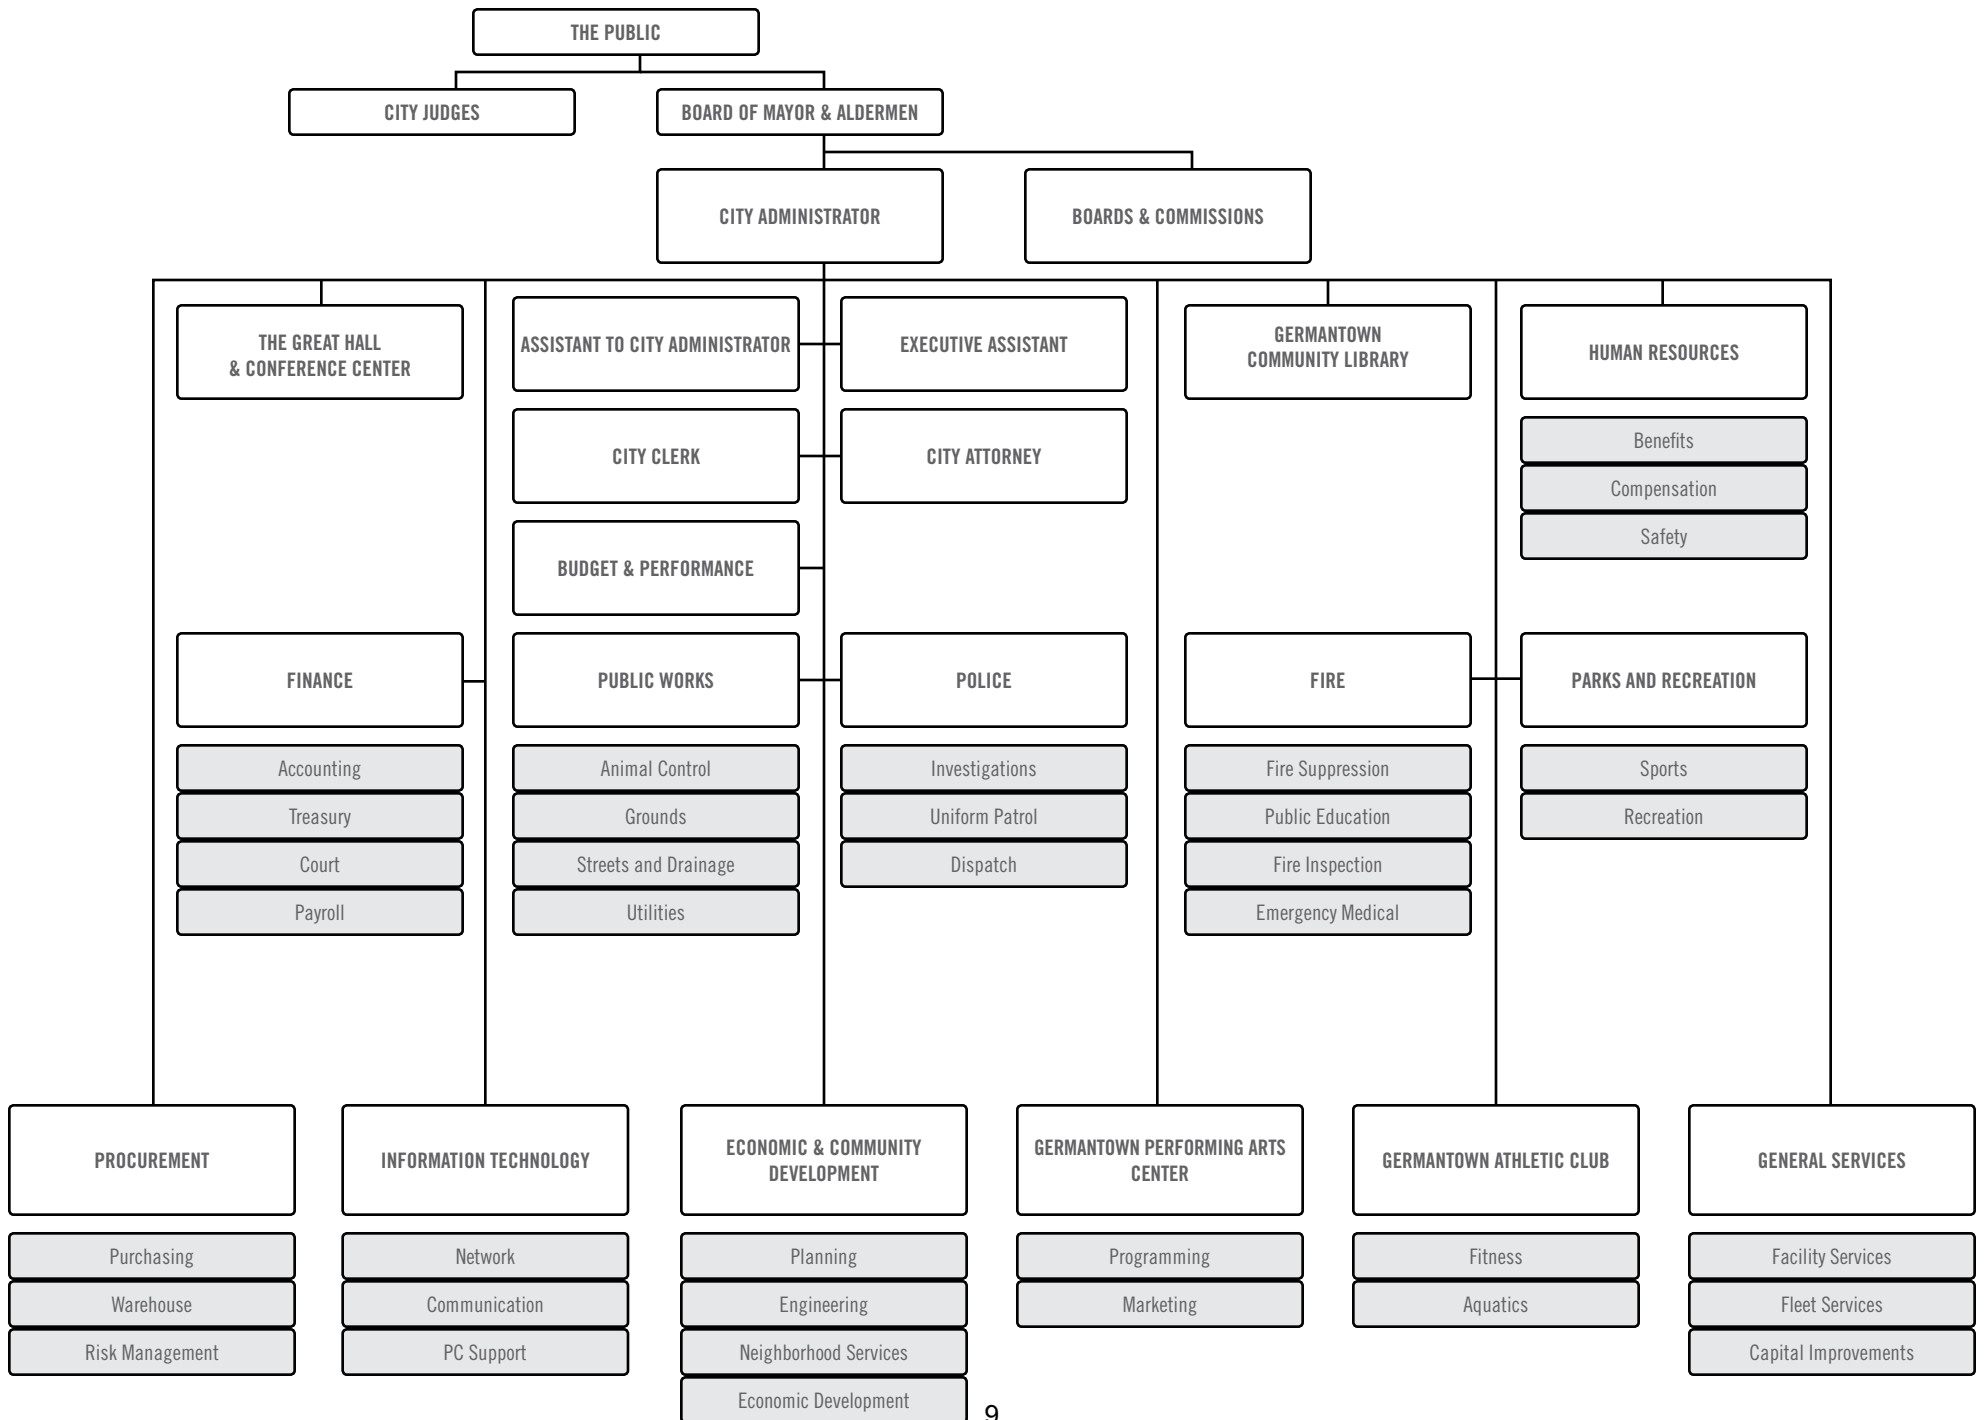 THE PUBLIC
CITY JUDGES
BOARD OF MAYOR & ALDERMEN
CITY ADMINISTRATOR
BOARDS & COMMISSIONS
THE GREAT HALL
& CONFERENCE CENTER
ASSISTANT TO CITY ADMINISTRATOR
EXECUTIVE ASSISTANT
GERMANTOWN
COMMUNITY LIBRARY
HUMAN RESOURCES
Benefits
Compensation
Safety
CITY CLERK
CITY ATTORNEY
BUDGET & PERFORMANCE
FINANCE
Accounting
Treasury
Court
Payroll
PUBLIC WORKS
Animal Control
Grounds
Streets and Drainage
Utilities
POLICE
Investigations
Uniform Patrol
Dispatch
FIRE
Fire Suppression
Public Education
Fire Inspection
Emergency Medical
PARKS AND RECREATION
Sports
Recreation
PROCUREMENT
Purchasing
Warehouse
Risk Management
INFORMATION TECHNOLOGY
Network
Communication
PC Support
ECONOMIC & COMMUNITY
DEVELOPMENT
Planning
Engineering
Neighborhood Services
Economic Development
GERMANTOWN PERFORMING ARTS
CENTER
Programming
Marketing
GERMANTOWN ATHLETIC CLUB
Fitness
Aquatics
GENERAL SERVICES
Facility Services
Fleet Services
Capital Improvements
9